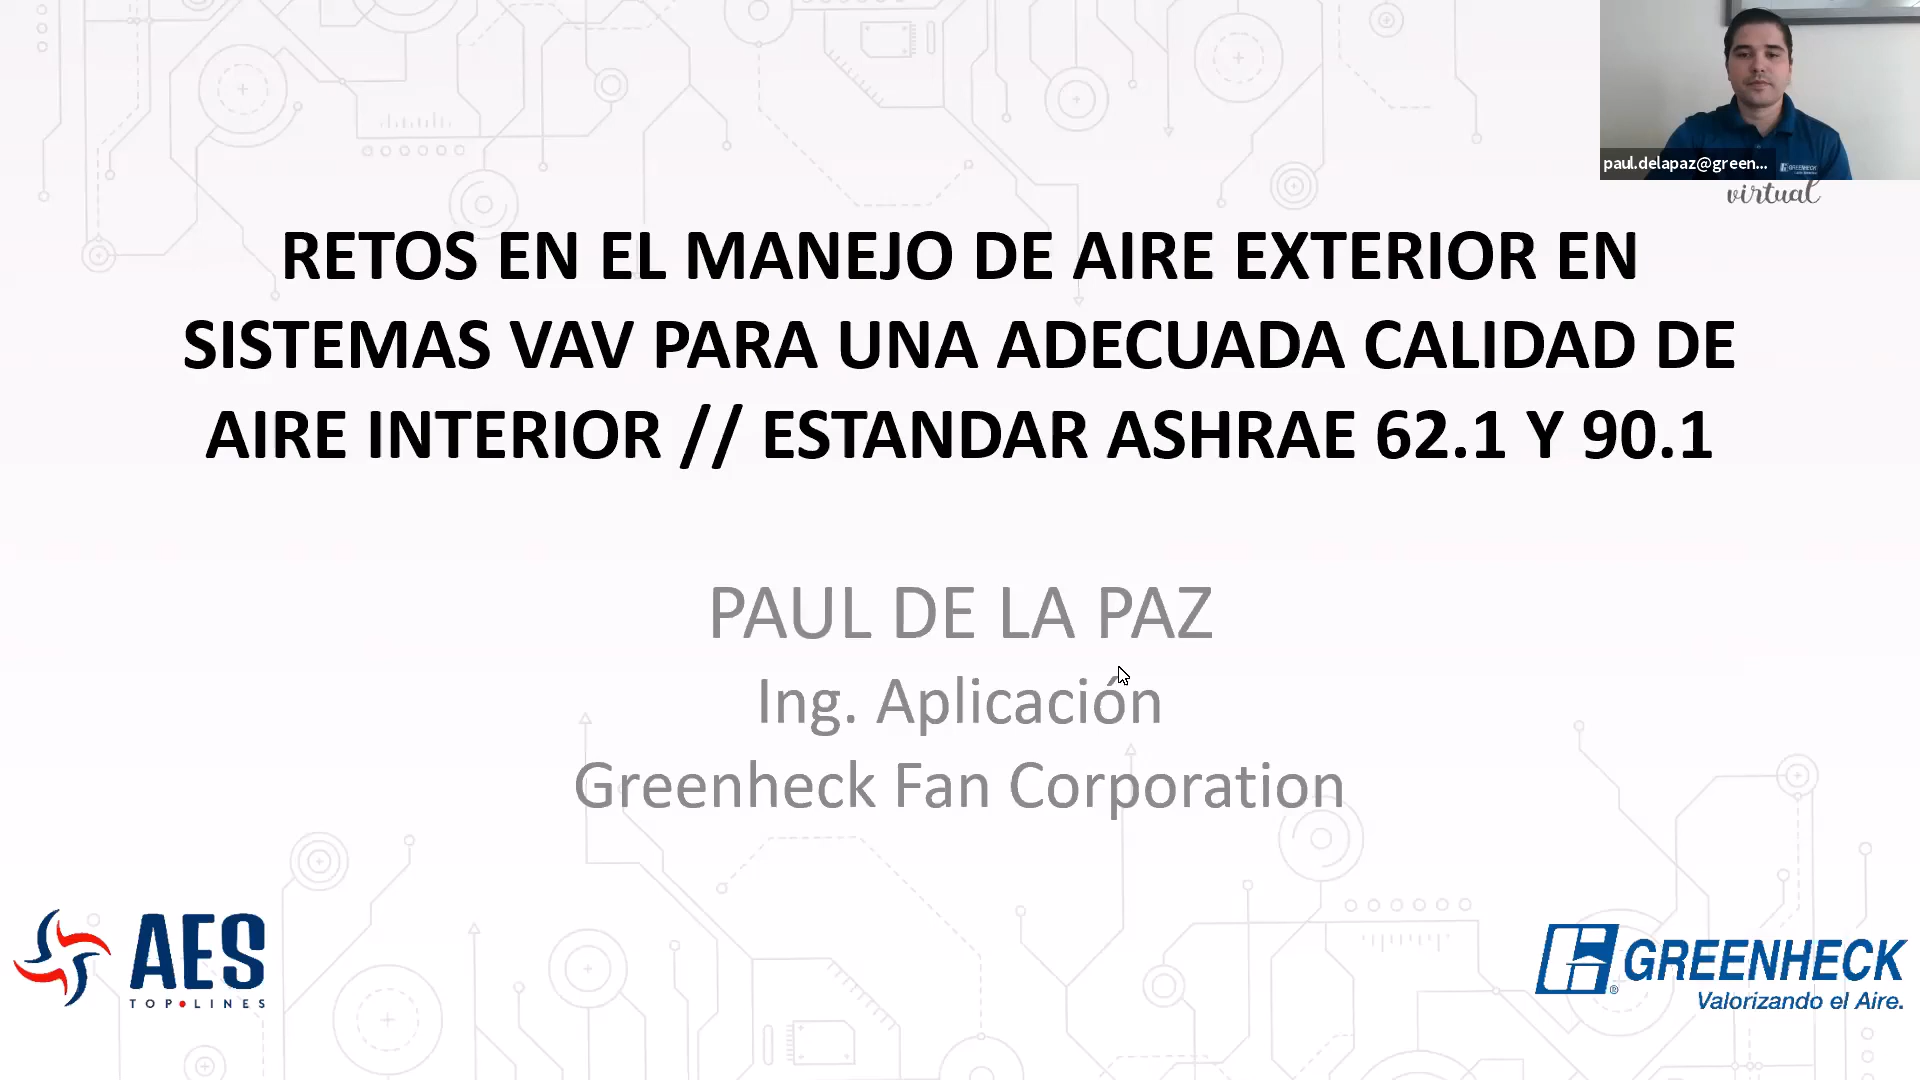 paul.delapaz@green...
GREENHECK
virtual
RETOS EN EL MANEJO DE AIRE EXTERIOR EN
SISTEMAS VAV PARA UNA ADECUADA CALIDAD DE
AIRE INTERIOR // ESTANDAR ASHRAE 62.1 Y 90.1
PAUL DE LA PAZ
Ing. Aplicación
Greenheck Fan Corporation
AES
TOP•LINES
GREENHECK
®
Valorizando el Aire.